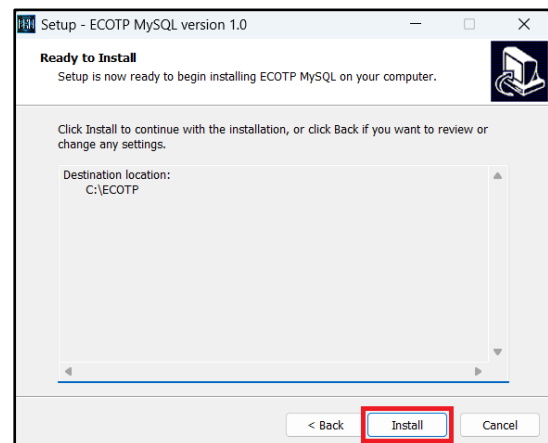 Setup - ECOTP MySQL version 1.0
Ready to Install
Setup is now ready to begin installing ECOTP MySQL on your computer.
Click Install to continue with the installation, or click Back if you want to review or
change any settings.
Destination location:
C:\ECOTP
< Back Install Cancel